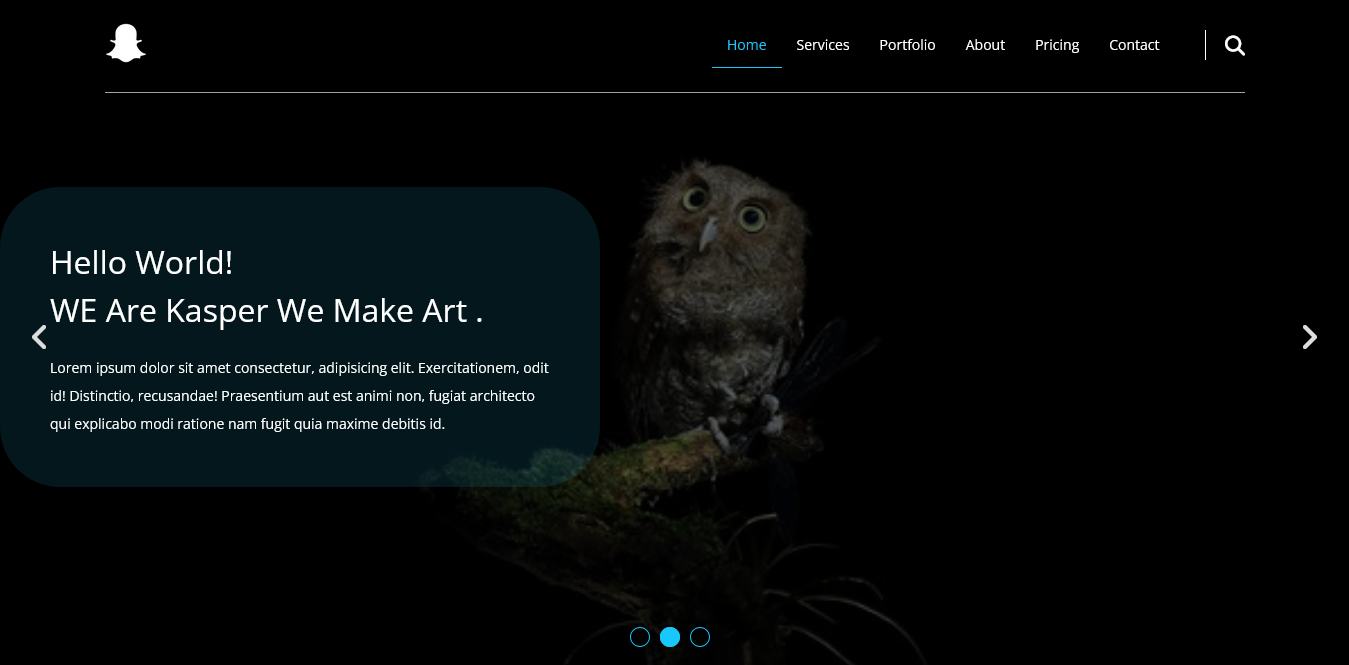 Home
Services
Portfolio
About
Pricing
Contact
Hello World!
WE Are Kasper We Make Art .
Lorem ipsum dolor sit amet consectetur, adipisicing elit. Exercitationem, odit
id! Distinctio, recusandae! Praesentium aut est animi non, fugiat architecto
qui explicabo modi ratione nam fugit quia maxime debitis id.